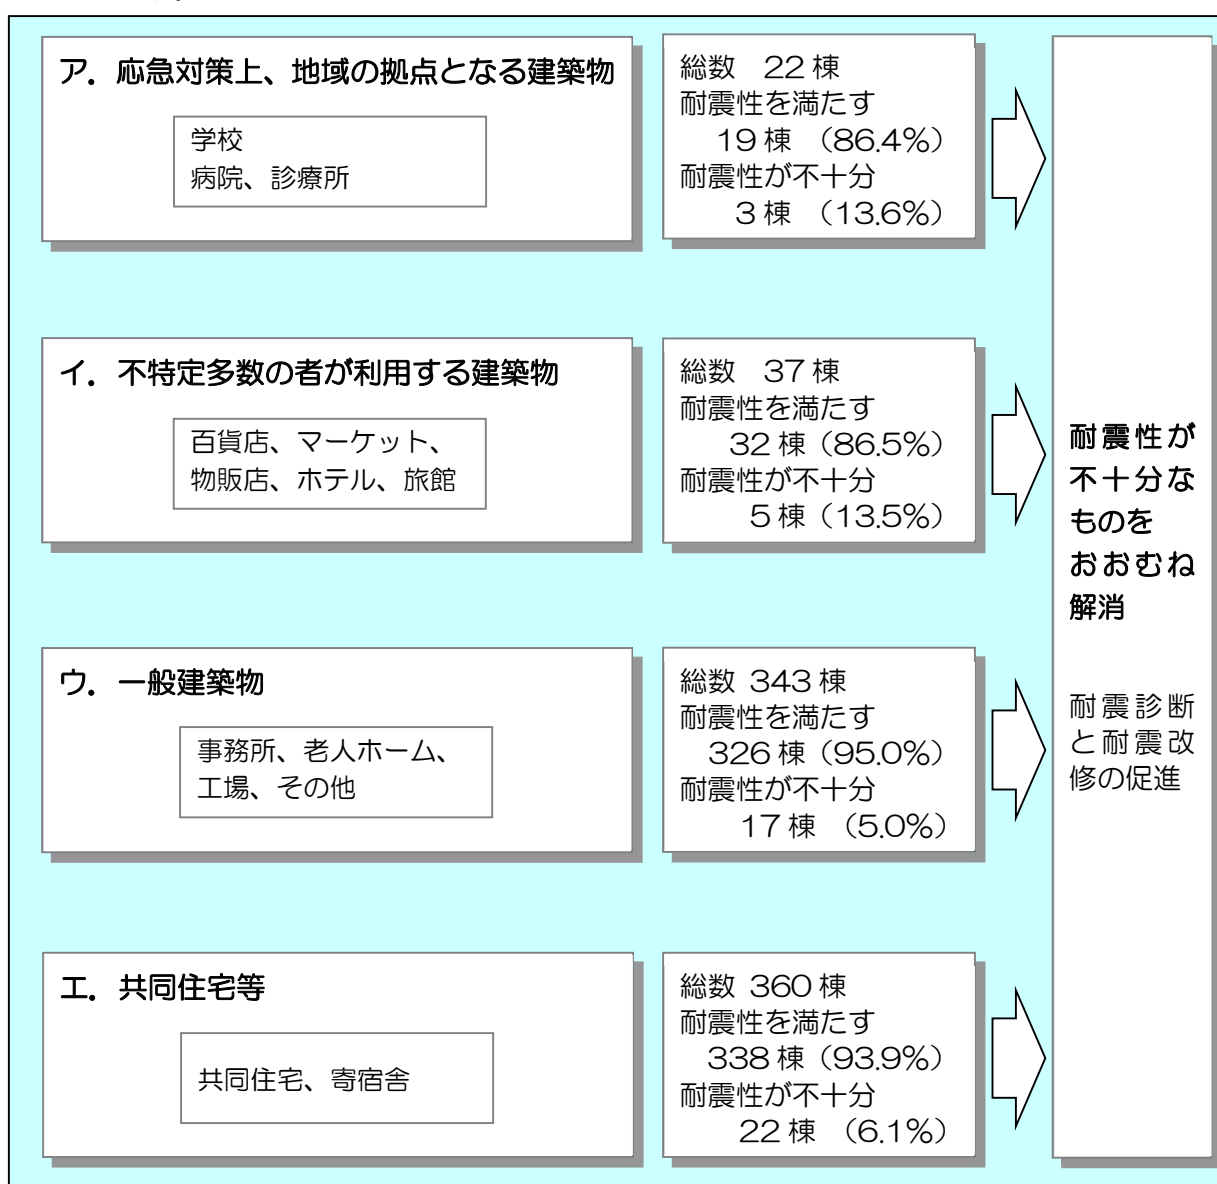 ア．応急対策上、地域の拠点となる建築物
学校
病院、診療所
総数　22 棟
耐震性を満たす
19 棟　（86.4%）
耐震性が不十分
3 棟　（13.6%）
イ．不特定多数の者が利用する建築物
百貨店、マーケット、
物販店、ホテル、旅館
総数　37 棟
耐震性を満たす
32 棟（86.5%）
耐震性が不十分
5 棟（13.5%）
ウ．一般建築物
事務所、老人ホーム、
工場、その他
総数 343 棟
耐震性を満たす
326 棟（95.0%）
耐震性が不十分
17 棟　（5.0%）
エ．共同住宅等
共同住宅、寄宿舎
総数 360 棟
耐震性を満たす
338 棟（93.9%）
耐震性が不十分
22 棟　（6.1%）
耐震性が
不十分な
ものを
おおむね
解消
耐震診断
と耐震改
修の促進